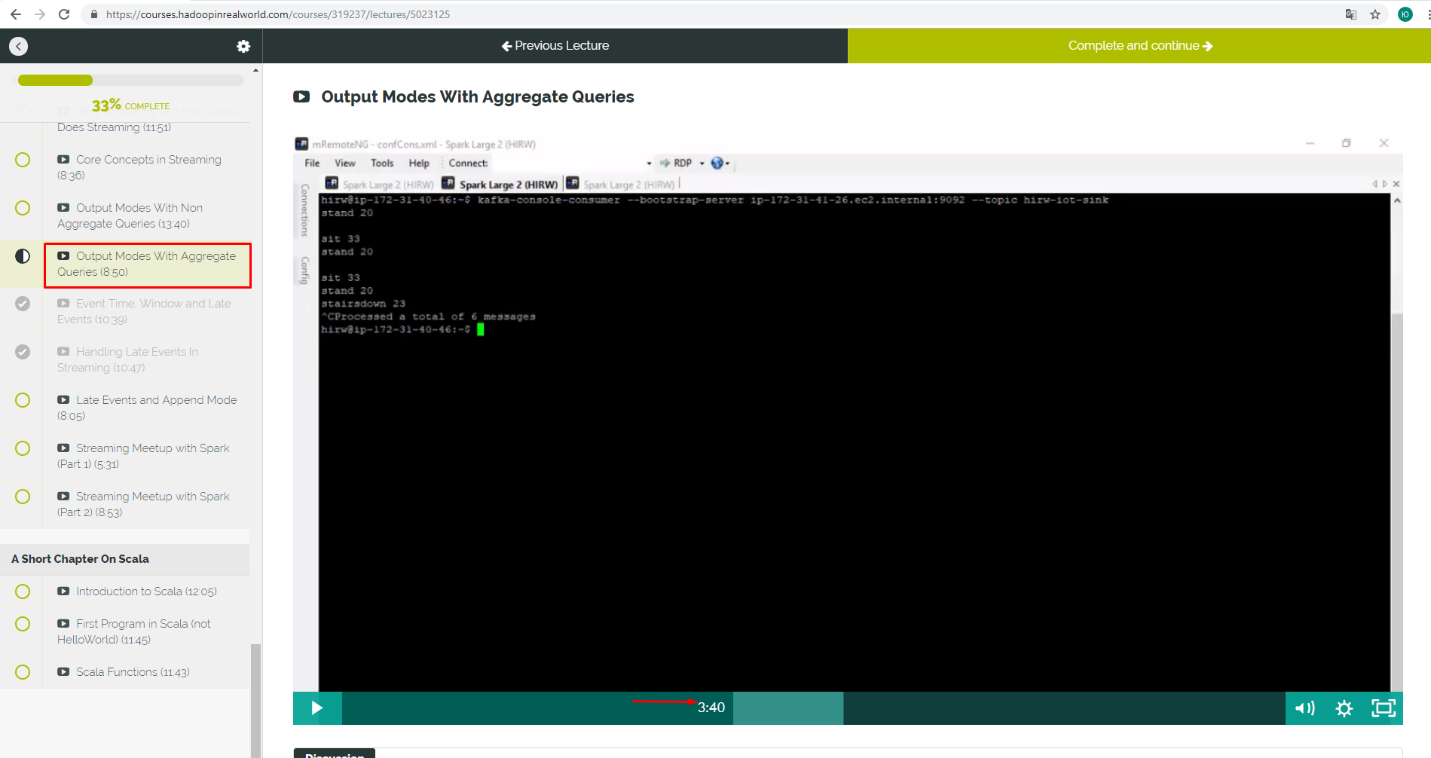 https://courses.hadoopinrealworld.com/courses/319237/lectures/5023125
Ю
Previous Lecture
Complete and continue
33% COMPLETE
Does Streaming (11:51)
Core Concepts in Streaming
(8:36)
Output Modes With Non
Aggregate Queries (13:40)
Output Modes With Aggregate
Queries (8:50)
Event Time, Window and Late
Events (10:39)
Handling Late Events In
Streaming (10:47)
Late Events and Append Mode
(8:05)
Streaming Meetup with Spark
(Part 1) (5:31)
Streaming Meetup with Spark
(Part 2) (8:53)
A Short Chapter On Scala
Introduction to Scala (12:05)
First Program in Scala (not
HelloWorld) (11:45)
Scala Functions (11:43)
Output Modes With Aggregate Queries
mRemoteNG - confCons.xml - Spark Large 2 (HIRW)
File View Tools Help Connect: RDP
Spark Large 2 (HIRW) Spark Large 2 (HIRW) Spark Large 2 (HIRW)
Connections
Config
hirw@ip-172-31-40-46:~$ kafka-console-consumer --bootstrap-server ip-172-31-41-26.ec2.internal:9092 --topic hirw-iot-sink
stand 20
sit 33
stand 20
sit 33
stand 20
stairsdown 23
^CProcessed a total of 6 messages
hirw@ip-172-31-40-46:~$
3:40
Discussion